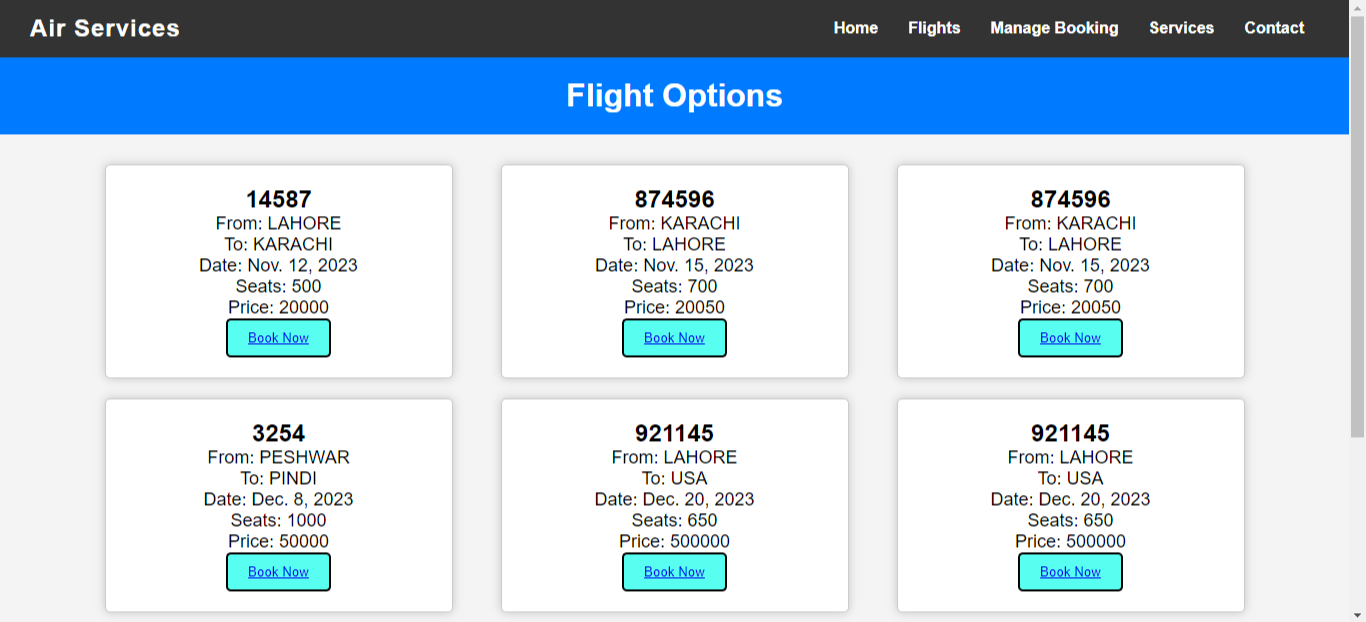 Air Services
Home Flights Manage Booking Services Contact
Flight Options
14587
From: LAHORE
To: KARACHI
Date: Nov. 12, 2023
Seats: 500
Price: 20000
Book Now
874596
From: KARACHI
To: LAHORE
Date: Nov. 15, 2023
Seats: 700
Price: 20050
Book Now
874596
From: KARACHI
To: LAHORE
Date: Nov. 15, 2023
Seats: 700
Price: 20050
Book Now
3254
From: PESHWAR
To: PINDI
Date: Dec. 8, 2023
Seats: 1000
Price: 50000
Book Now
921145
From: LAHORE
To: USA
Date: Dec. 20, 2023
Seats: 650
Price: 500000
Book Now
921145
From: LAHORE
To: USA
Date: Dec. 20, 2023
Seats: 650
Price: 500000
Book Now